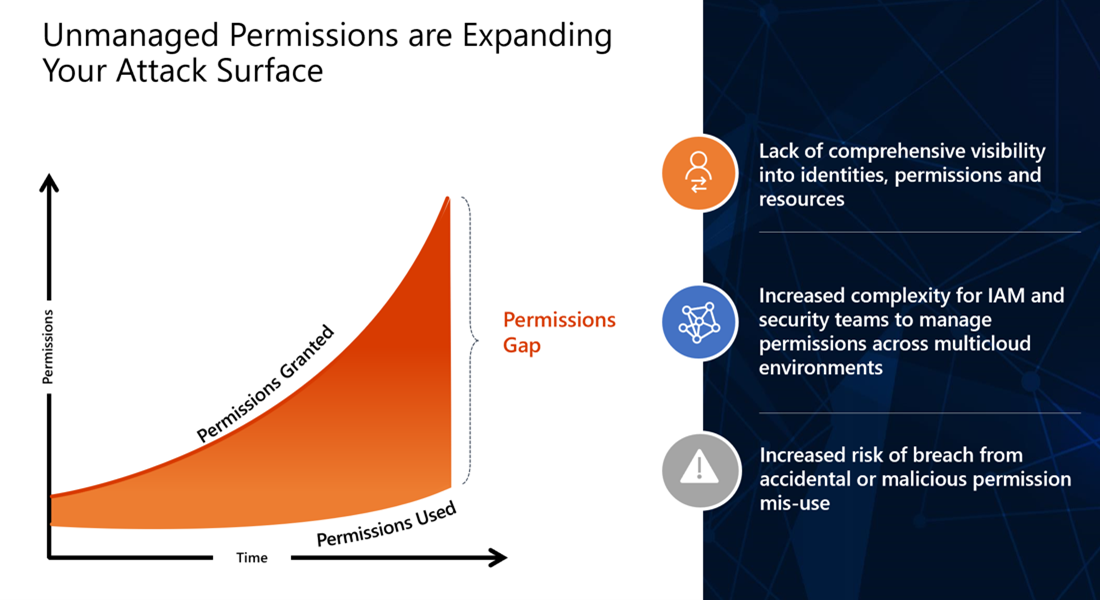 Unmanaged Permissions are Expanding
Your Attack Surface
Permissions
Permissions Granted
Permissions Used
Time
Permissions
Gap
Lack of comprehensive visibility
into identities, permissions and
resources
Increased complexity for IAM and
security teams to manage
permissions across multicloud
environments
Increased risk of breach from
accidental or malicious permission
mis-use